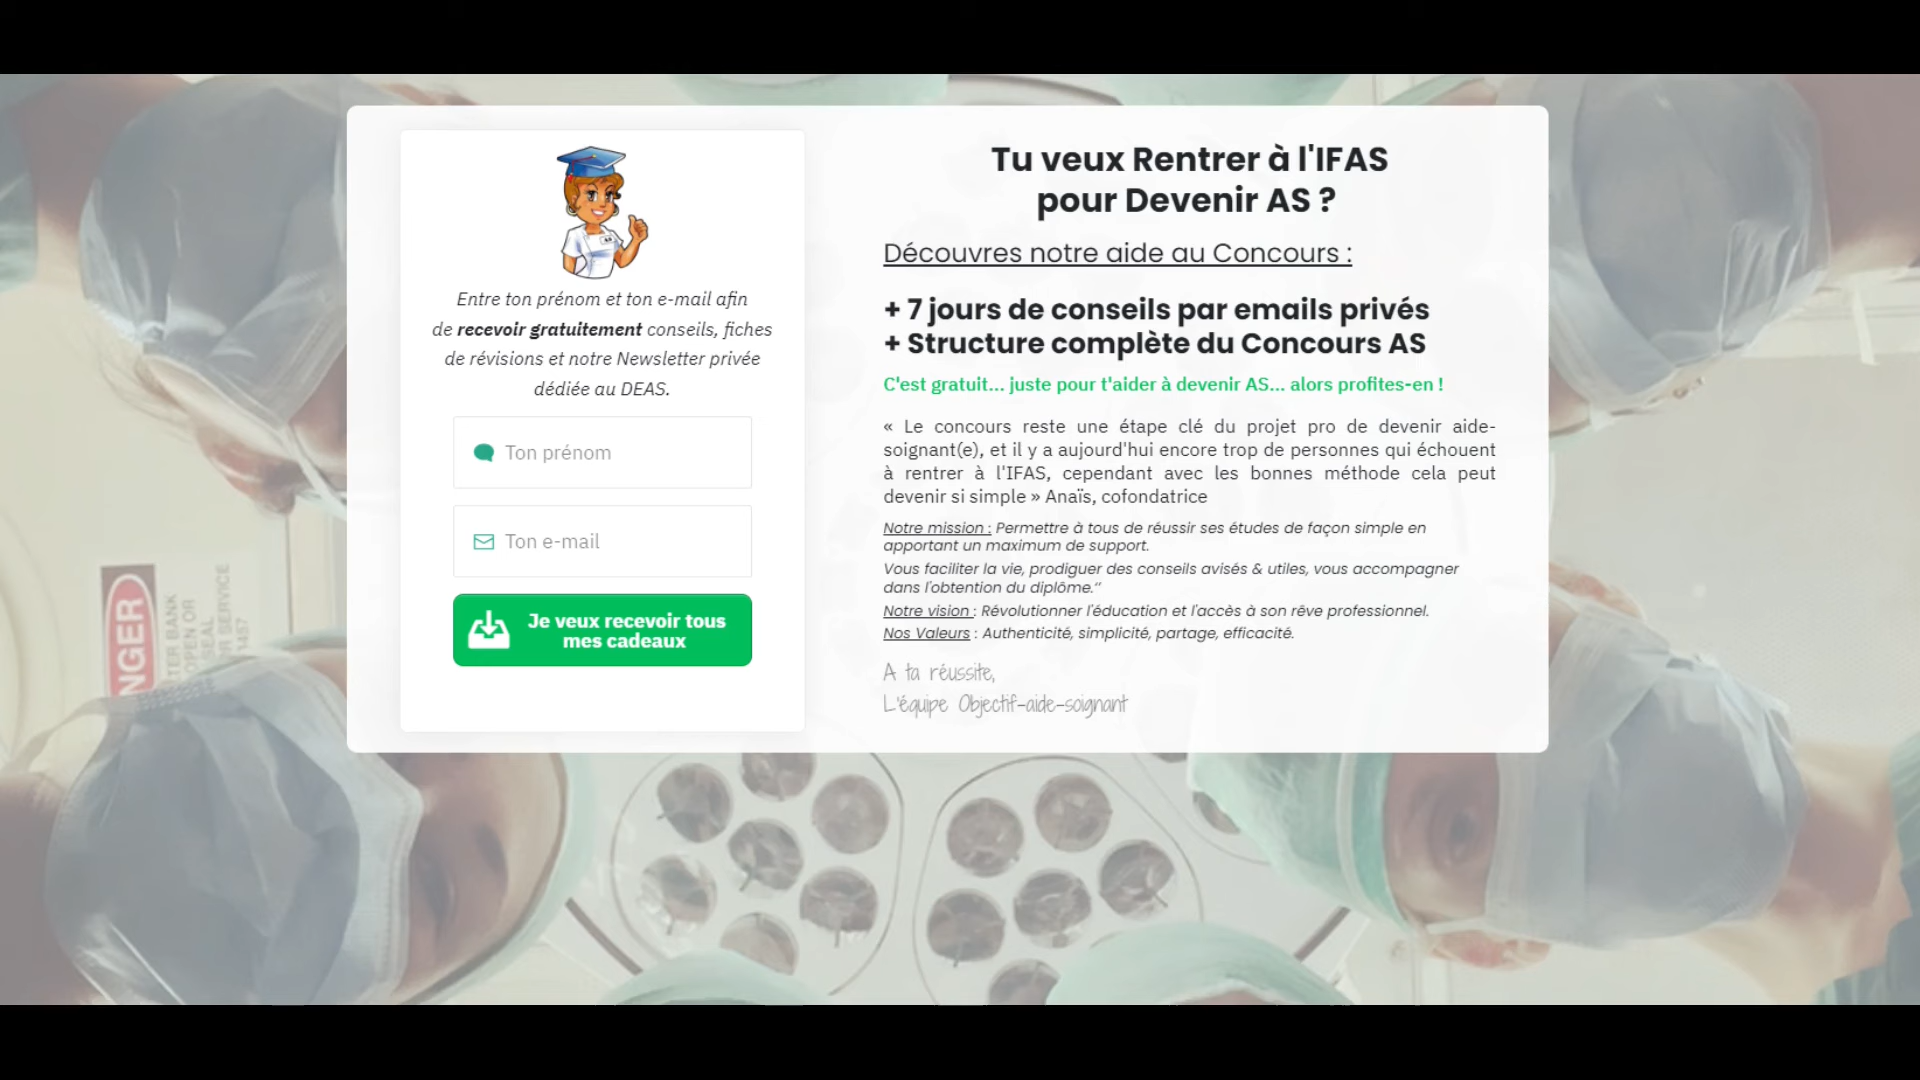 Entre ton prénom et ton e-mail afin
de recevoir gratuitement conseils, fiches
de révisions et notre Newsletter privée
dédiée au DEAS.
Ton prénom
Ton e-mail
Je veux recevoir tous
mes cadeaux
Tu veux Rentrer à l'IFAS
pour Devenir AS ?
Découvres notre aide au Concours :
+ 7 jours de conseils par emails privés
+ Structure complète du Concours AS
C'est gratuit... juste pour t'aider à devenir AS... alors profites-en !
« Le concours reste une étape clé du projet pro de devenir aide-
soignant(e), et il y a aujourd'hui encore trop de personnes qui échouent
à rentrer à l'IFAS, cependant avec les bonnes méthode cela peut
devenir si simple » Anaïs, cofondatrice
Notre mission : Permettre à tous de réussir ses études de façon simple en
apportant un maximum de support.
Vous faciliter la vie, prodiguer des conseils avisés & utiles, vous accompagner
dans l'obtention du diplôme.”
Notre vision : Révolutionner l'éducation et l'accès à son rêve professionnel.
Nos Valeurs : Authenticité, simplicité, partage, efficacité.
A ta réussite,
L'équipe Objectif-aide-soignant
NGER
TER BANK
OPEN OR
SEAL
OR SERVICE